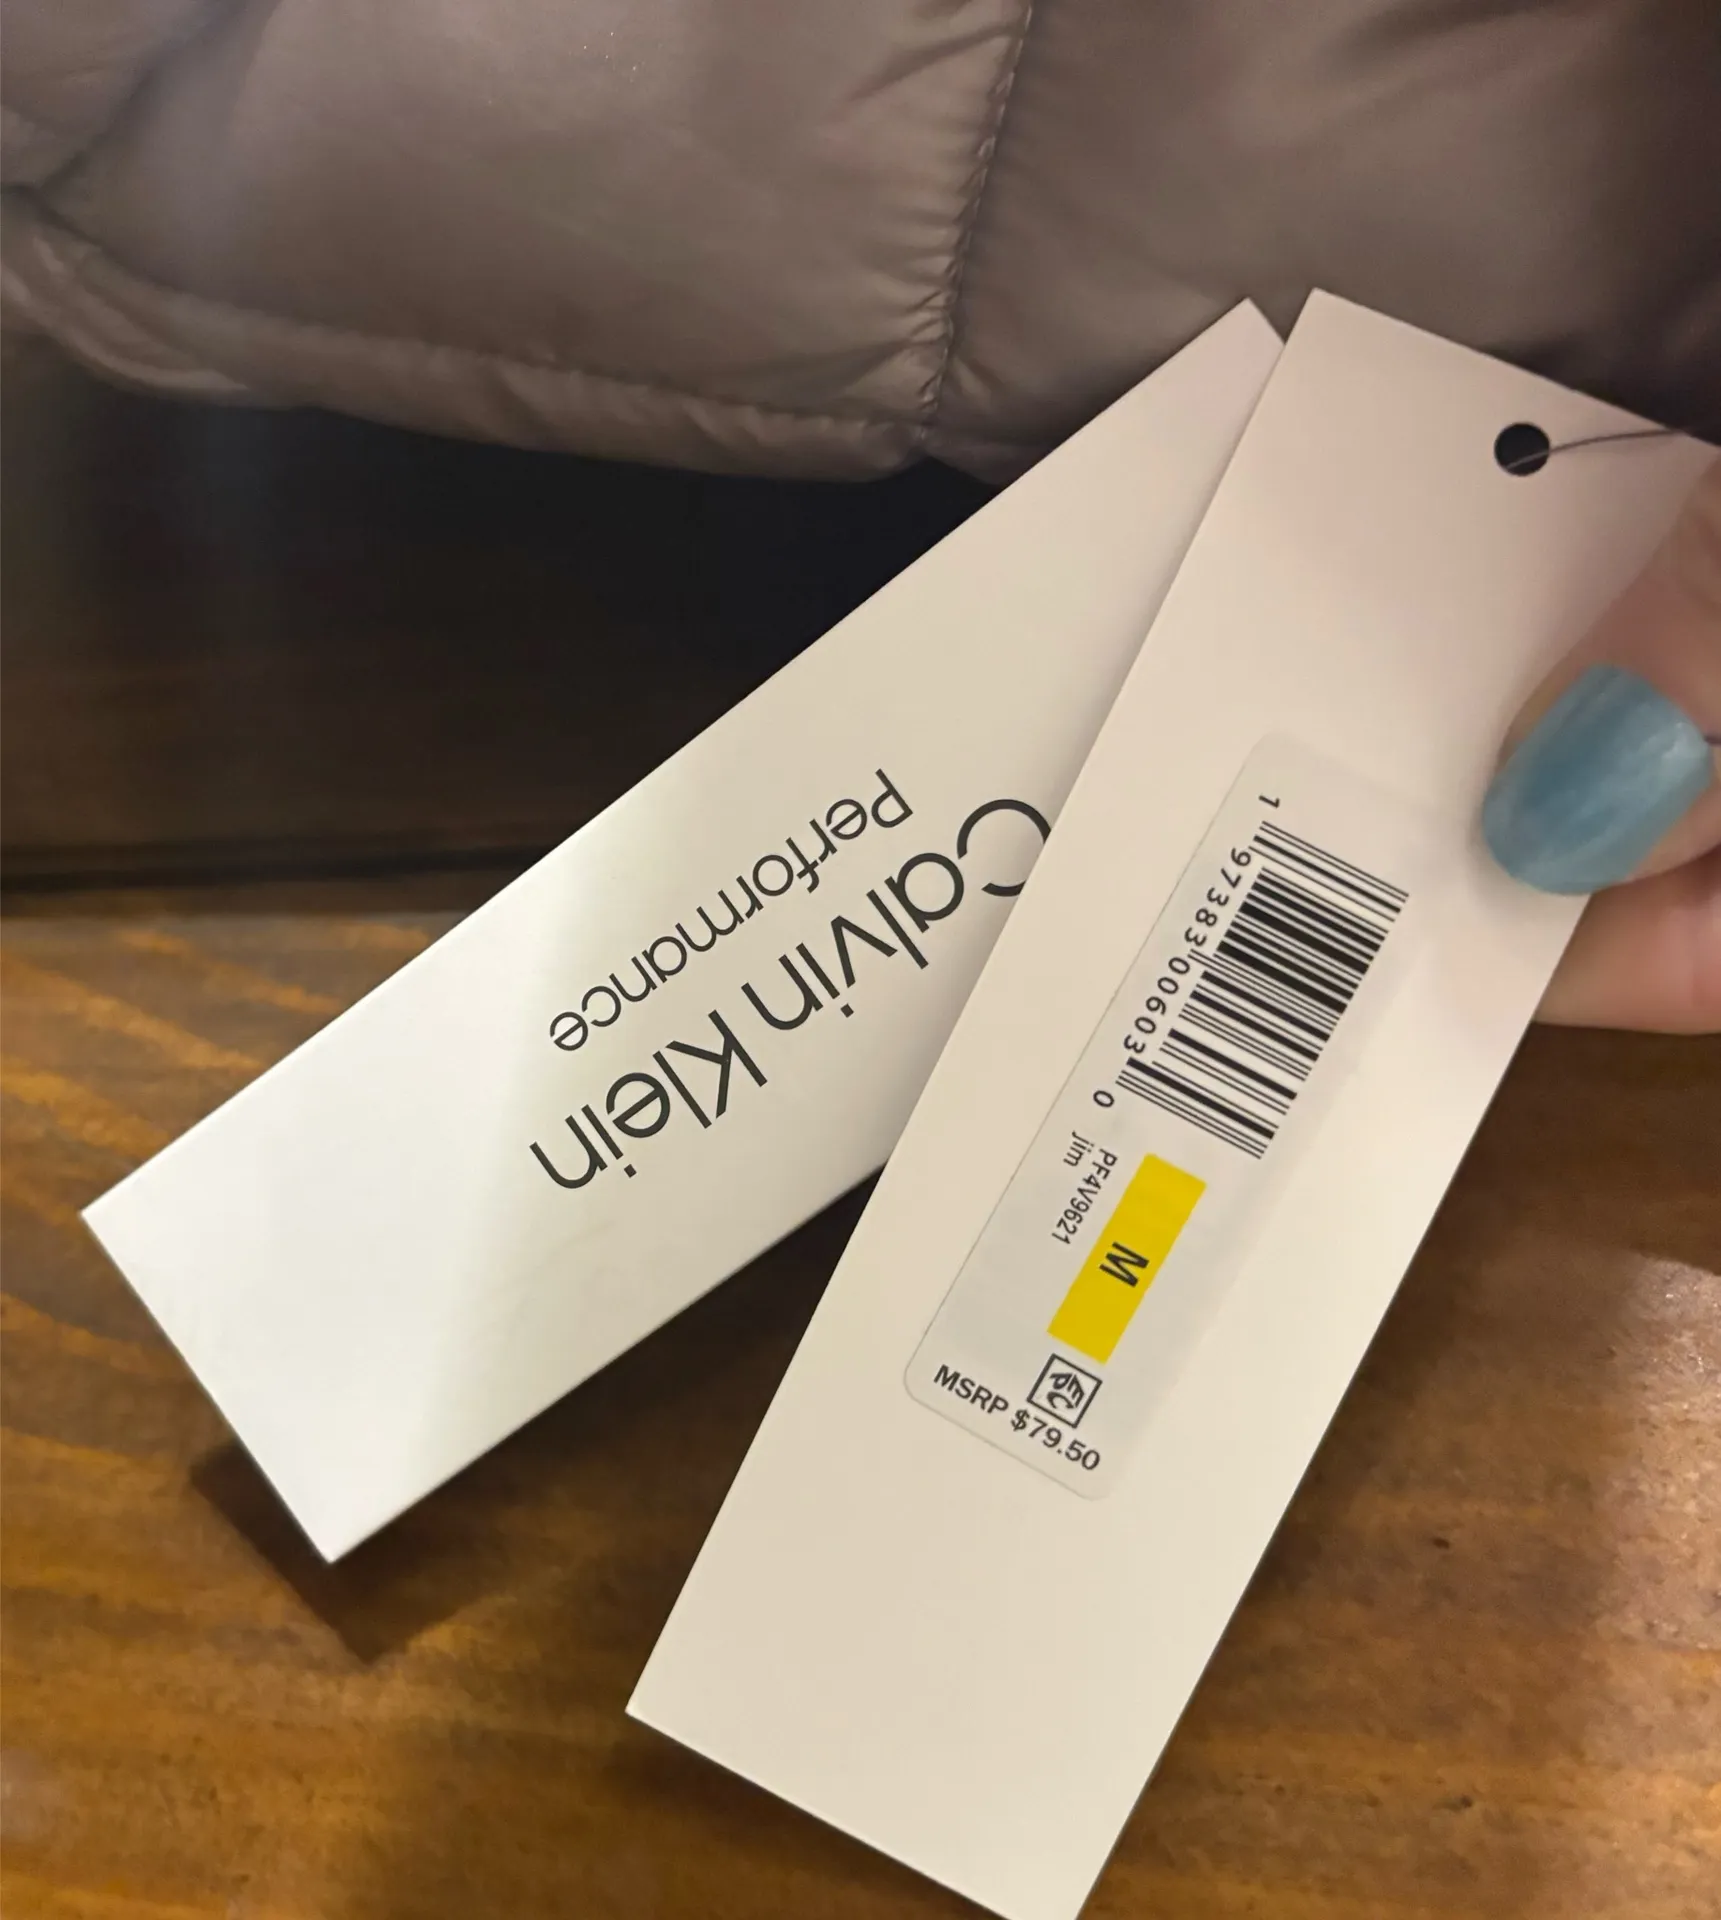 Calvin Klein
Performance
1 97383 00603 0
PF4V9621
jim
M
MSRP $79.50